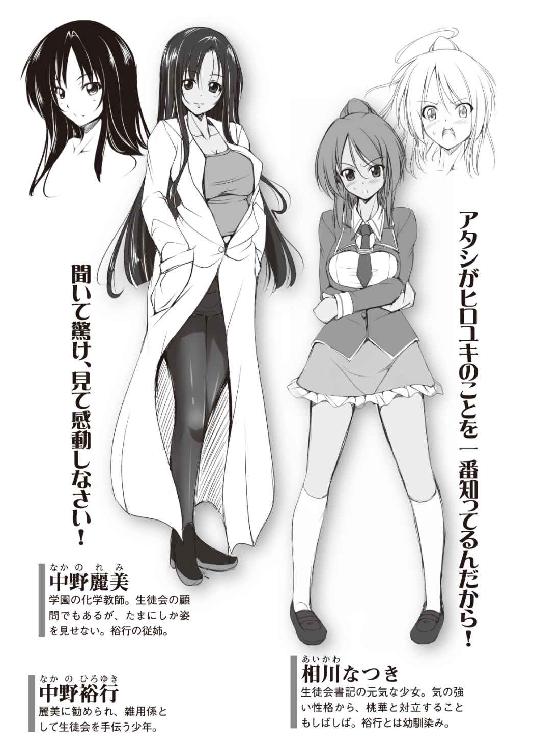 アタシがヒロユキのことを一番知ってるんだから！
聞いて驚け、見て感動しなさい！
なかの れみ
中野麗美
学園の化学教師。生徒会の顧
問でもあるが、たまにしか姿
を見せない。裕行の従姉。
なかの ひろゆき
中野裕行
麗美に勧められ、雑用係と
して生徒会を手伝う少年。
あいかわ
相川なつき
生徒会書記の元気な少女。気の強
い性格から、桃華と対立すること
もしばしば。裕行とは幼馴染み。